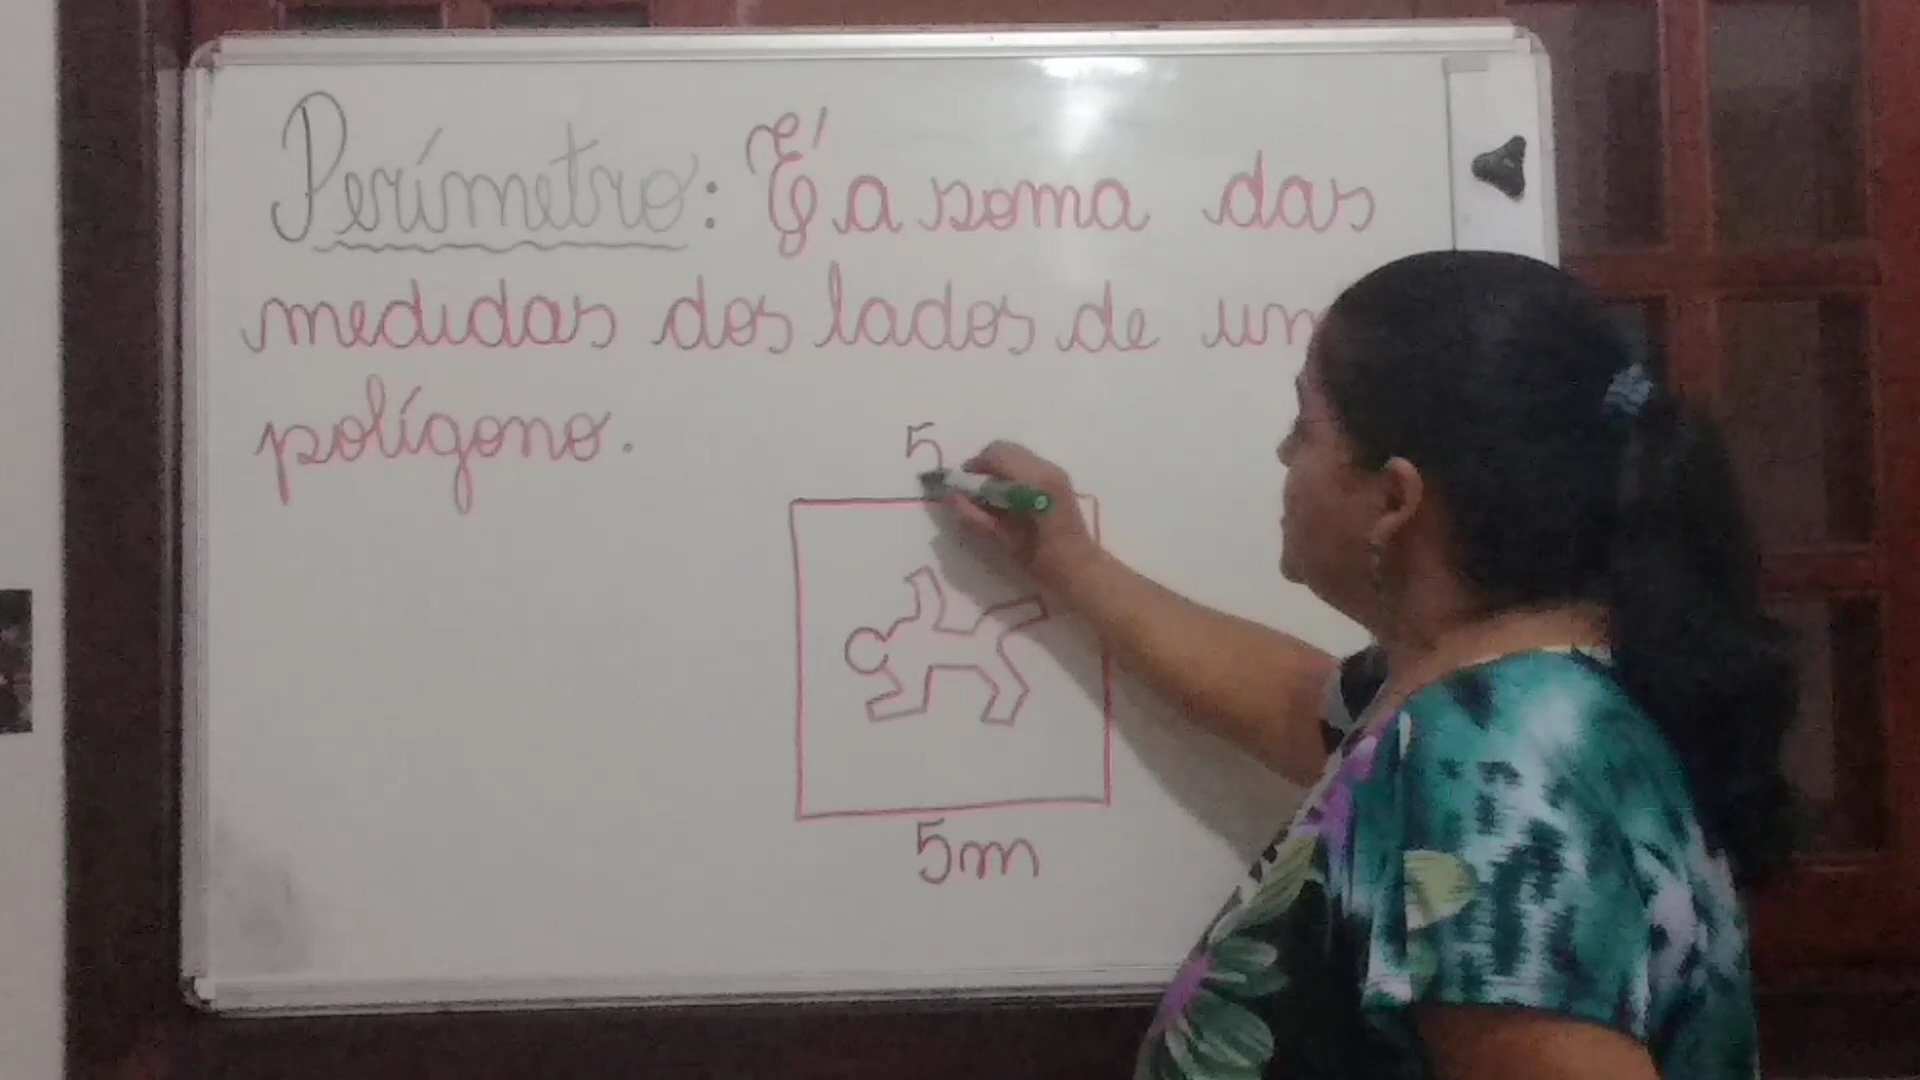 Perímetro: É a soma das
medidas dos lados de um
polígono.
5
5m